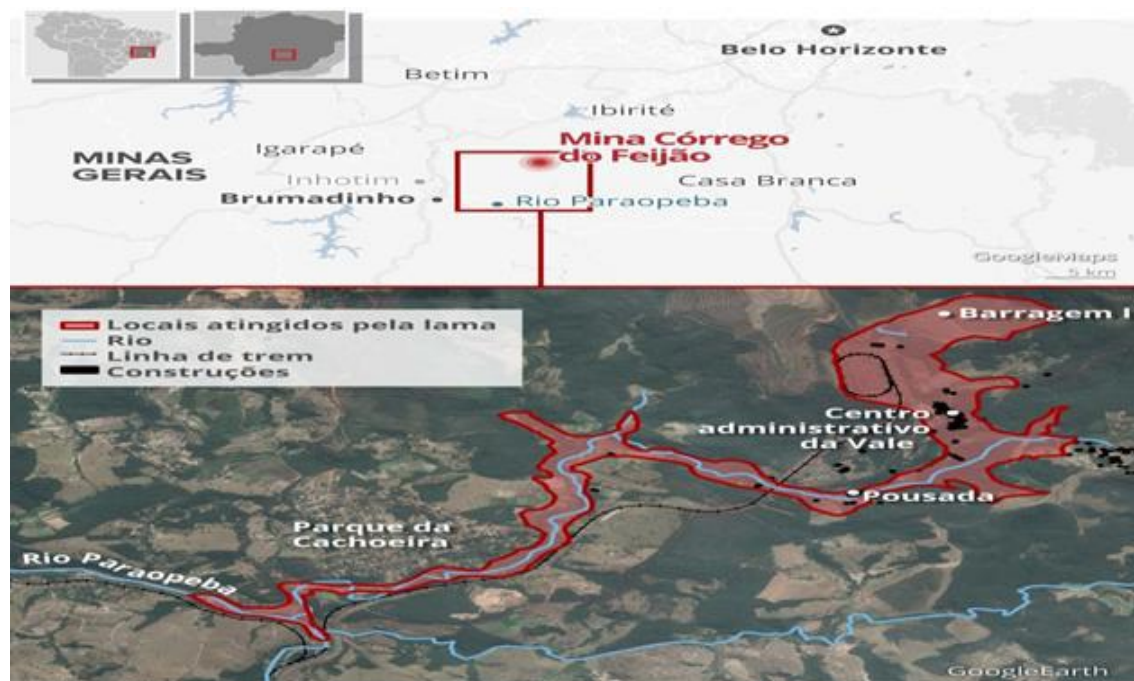 Belo Horizonte
Betim
Ibirité
Mina Córrego
do Feijão
MINAS
GERAIS
Igarapé
Inhotim
Casa Branca
Brumadinho
Rio Paraopeba
GoogleMaps
5 km
Locais atingidos pela lama
Rio
Linha de trem
Construções
Barragem I
Centro
administrativo
da Vale
Pousada
Parque da
Cachoeira
Rio Paraopeba
GoogleEarth